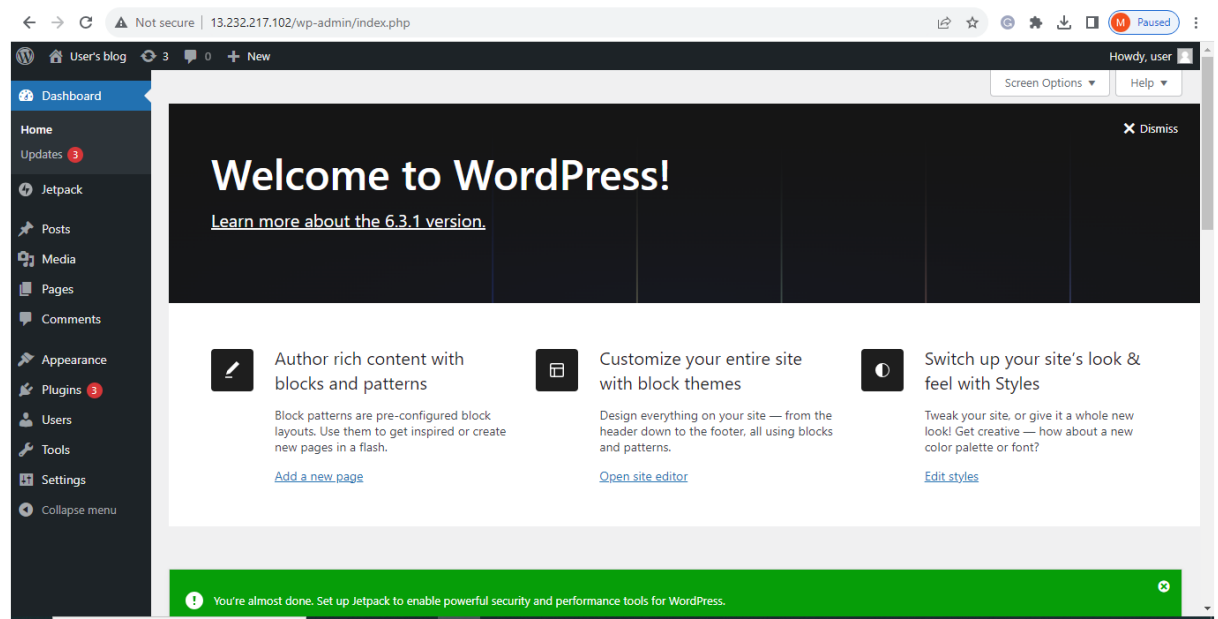 Not secure | 13.232.217.102/wp-admin/index.php
M Paused
User's blog 3 0 + New
Howdy, user
Screen Options ▼ Help ▼
Dashboard
Home
Updates 3
Jetpack
Posts
Media
Pages
Comments
Appearance
Plugins 3
Users
Tools
Settings
Collapse menu
Dismiss
Welcome to WordPress!
Learn more about the 6.3.1 version.
Author rich content with
blocks and patterns
Block patterns are pre-configured block
layouts. Use them to get inspired or create
new pages in a flash.
Add a new page
Customize your entire site
with block themes
Design everything on your site — from the
header down to the footer, all using blocks
and patterns.
Open site editor
Switch up your site's look &
feel with Styles
Tweak your site, or give it a whole new
look! Get creative — how about a new
color palette or font?
Edit styles
You're almost done. Set up Jetpack to enable powerful security and performance tools for WordPress.